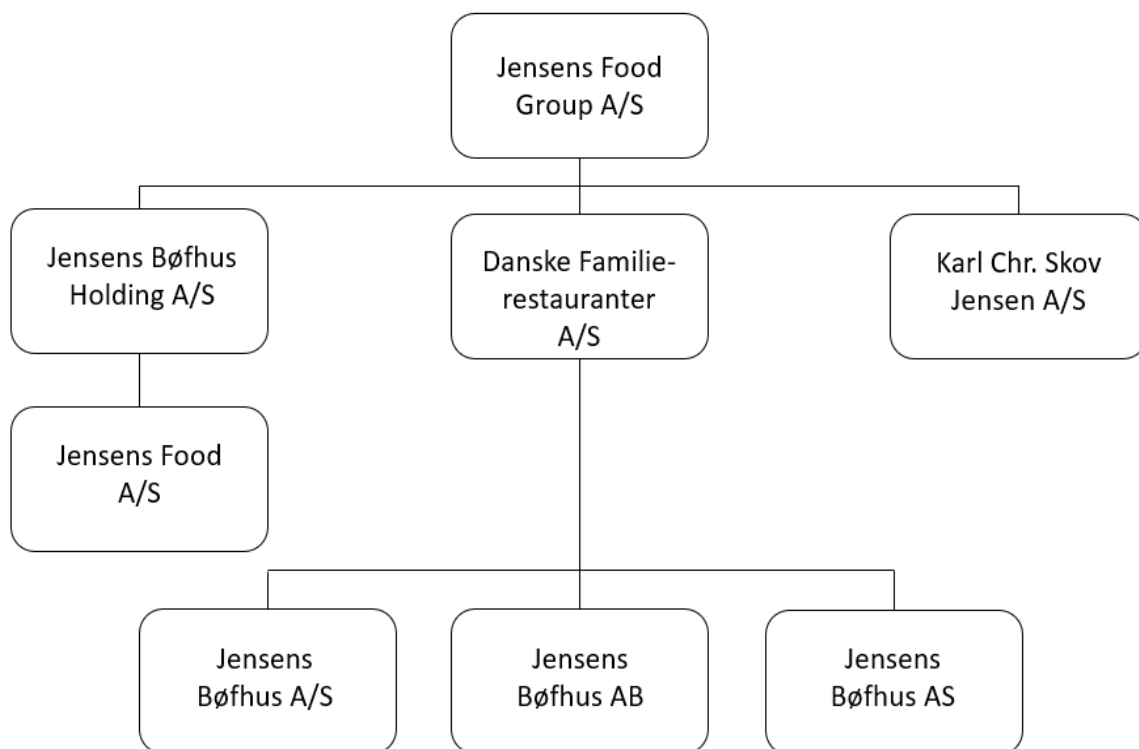 Jensens Food
Group A/S
Jensens Bøfhus
Holding A/S
Danske Familie-
restauranter
A/S
Karl Chr. Skov
Jensen A/S
Jensens Food
A/S
Jensens
Bøfhus A/S
Jensens
Bøfhus AB
Jensens
Bøfhus AS